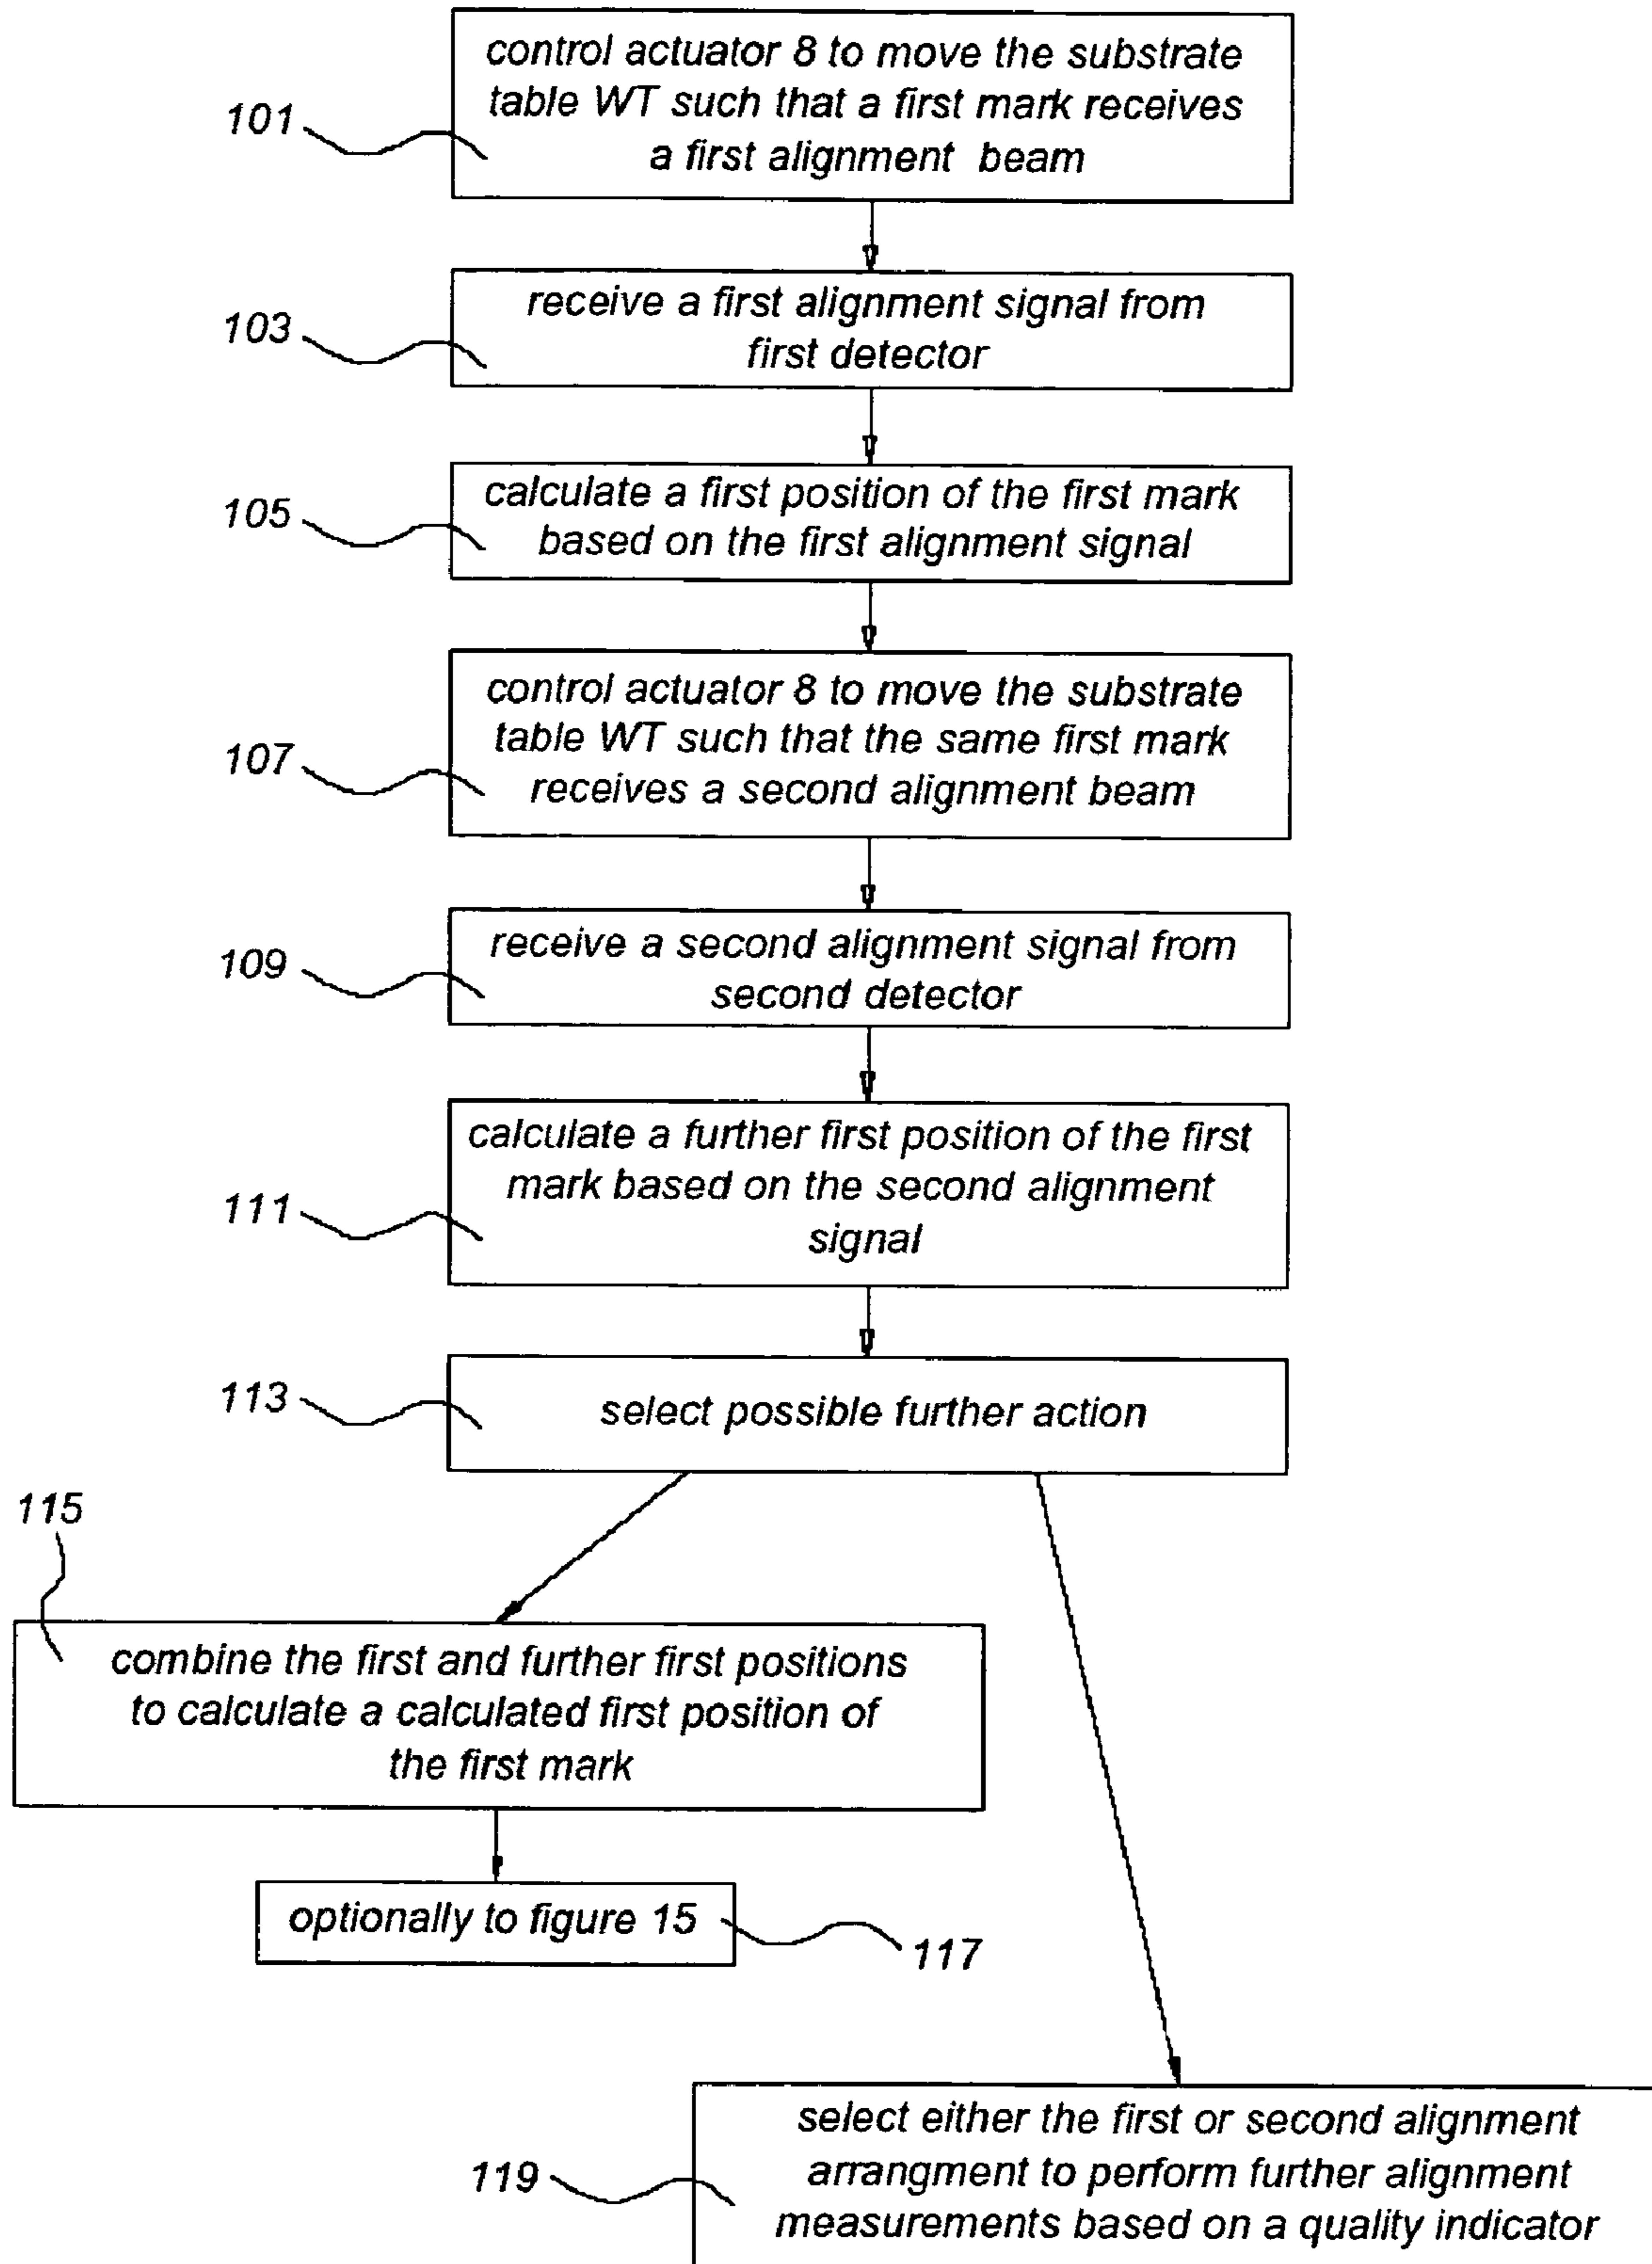 control actuator 8 to move the substrate
table WT such that a first mark receives
a first alignment beam
101
receive a first alignment signal from
first detector
103
calculate a first position of the first mark
based on the first alignment signal
105
control actuator 8 to move the substrate
table WT such that the same first mark
receives a second alignment beam
107
receive a second alignment signal from
second detector
109
calculate a further first position of the first
mark based on the second alignment
signal
111
select possible further action
113
115
combine the first and further first positions
to calculate a calculated first position of
the first mark
optionally to figure 15
117
select either the first or second alignment
arrangment to perform further alignment
measurements based on a quality indicator
119